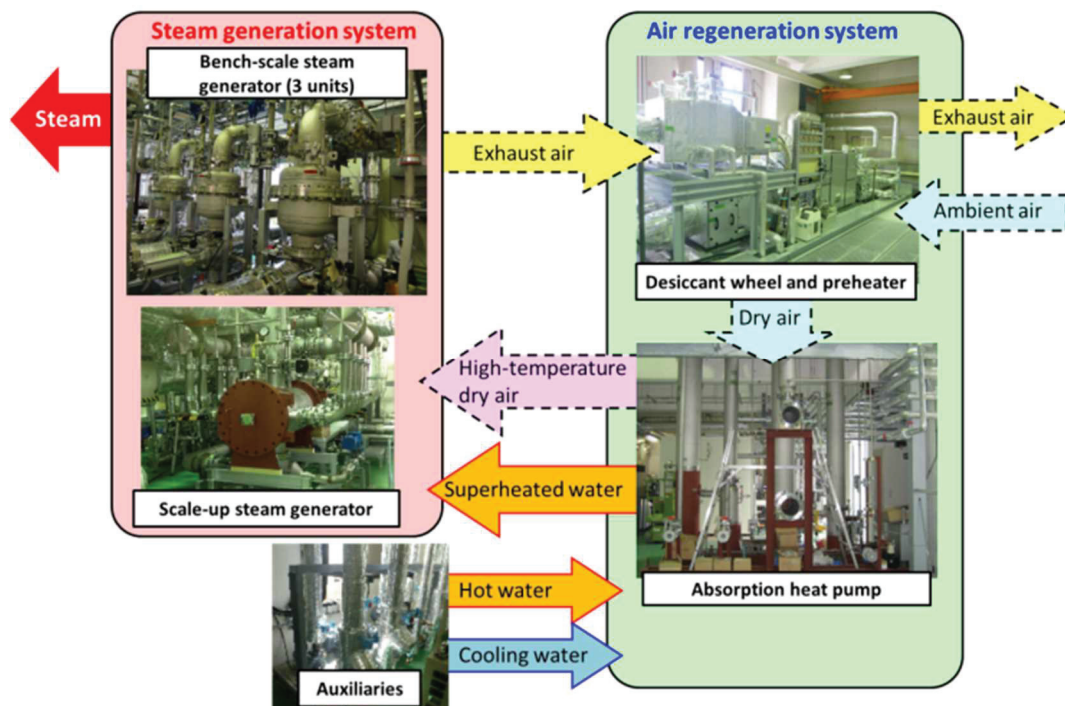 Steam generation system
Bench-scale steam
generator (3 units)
Steam
Exhaust air
Scale-up steam generator
Air regeneration system
Exhaust air
Ambient air
Desiccant wheel and preheater
Dry air
High-temperature
dry air
Superheated water
Absorption heat pump
Hot water
Cooling water
Auxiliaries